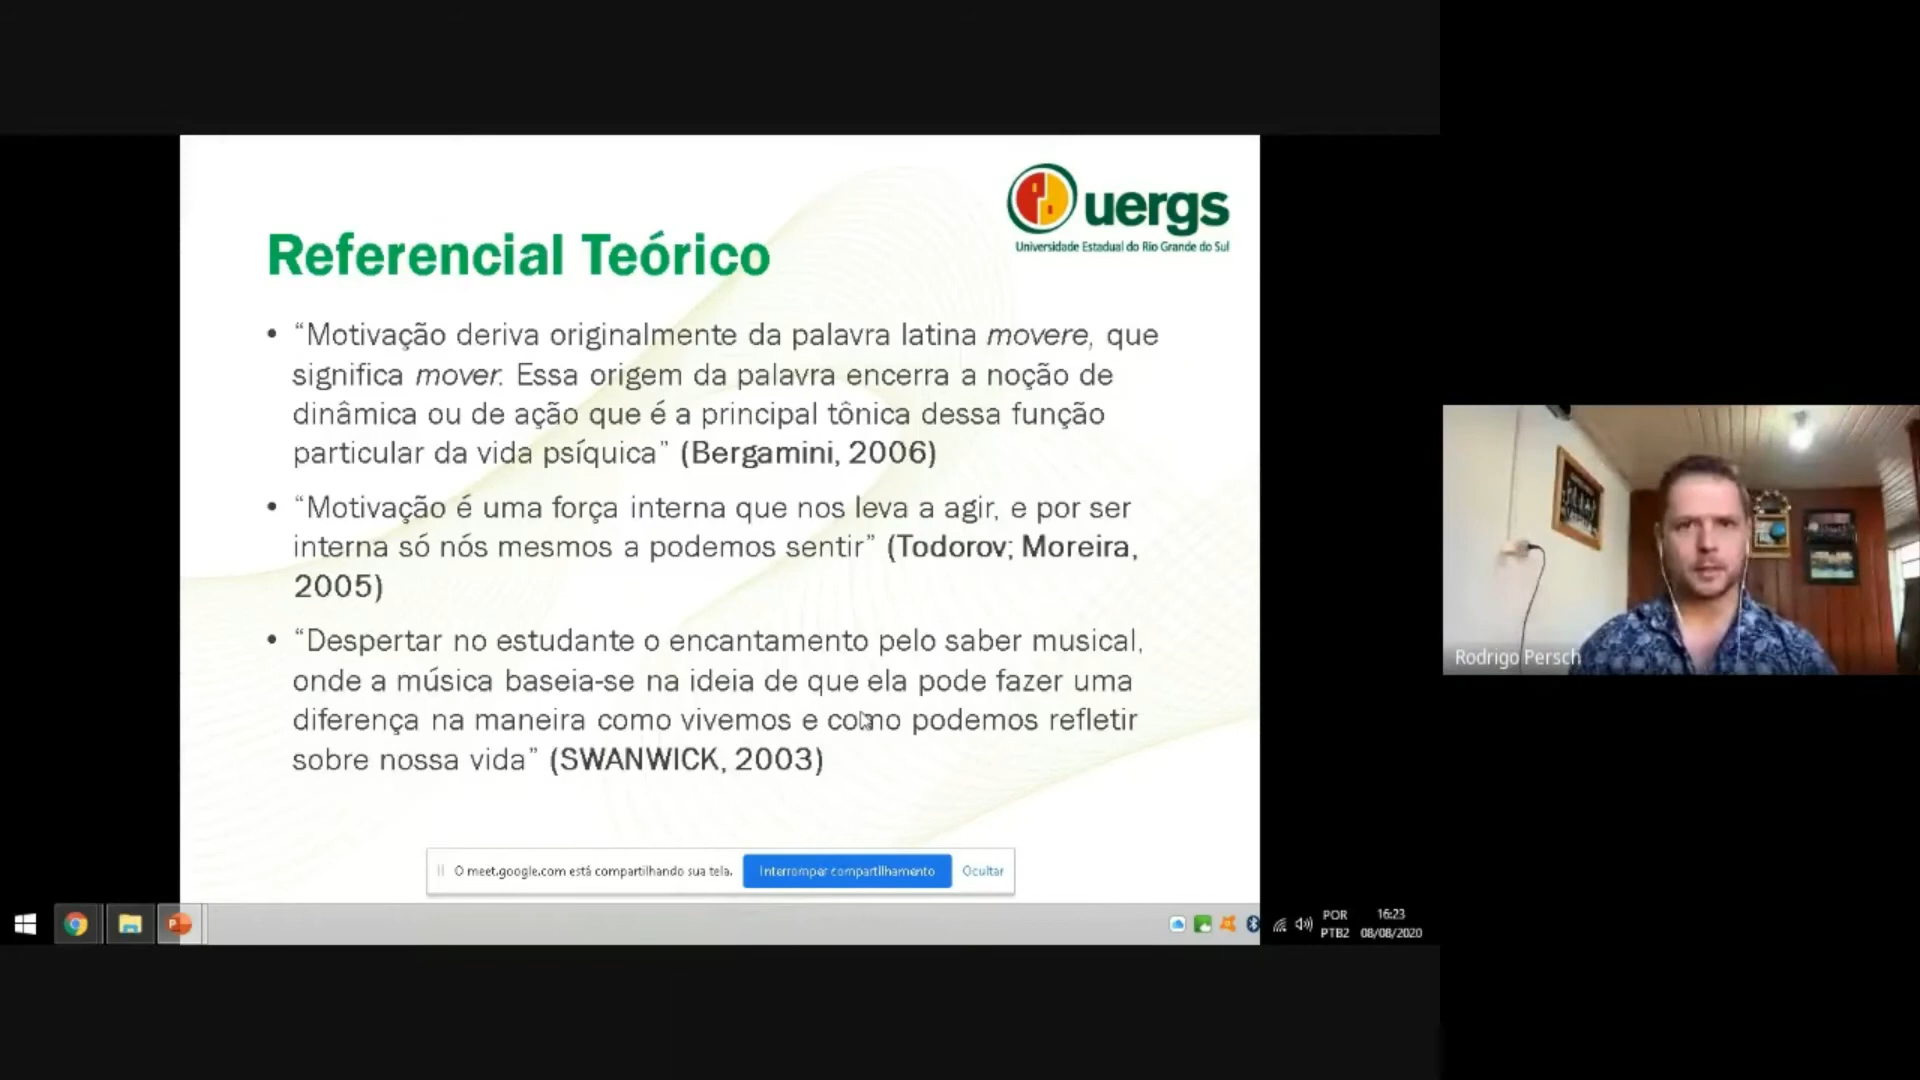 uergs
Universidade Estadual do Rio Grande do Sul
Referencial Teórico
• “Motivação deriva originalmente da palavra latina movere, que
significa mover. Essa origem da palavra encerra a noção de
dinâmica ou de ação que é a principal tônica dessa função
particular da vida psíquica” (Bergamini, 2006)
• “Motivação é uma força interna que nos leva a agir, e por ser
interna só nós mesmos a podemos sentir” (Todorov; Moreira,
2005)
• “Despertar no estudante o encantamento pelo saber musical,
onde a música baseia-se na ideia de que ela pode fazer uma
diferença na maneira como vivemos e como podemos refletir
sobre nossa vida” (SWANWICK, 2003)
Rodrigo Persch
O meet.google.com está compartilhando sua tela. Interromper compartilhamento Ocultar
POR 16:23
PTB2 08/08/2020